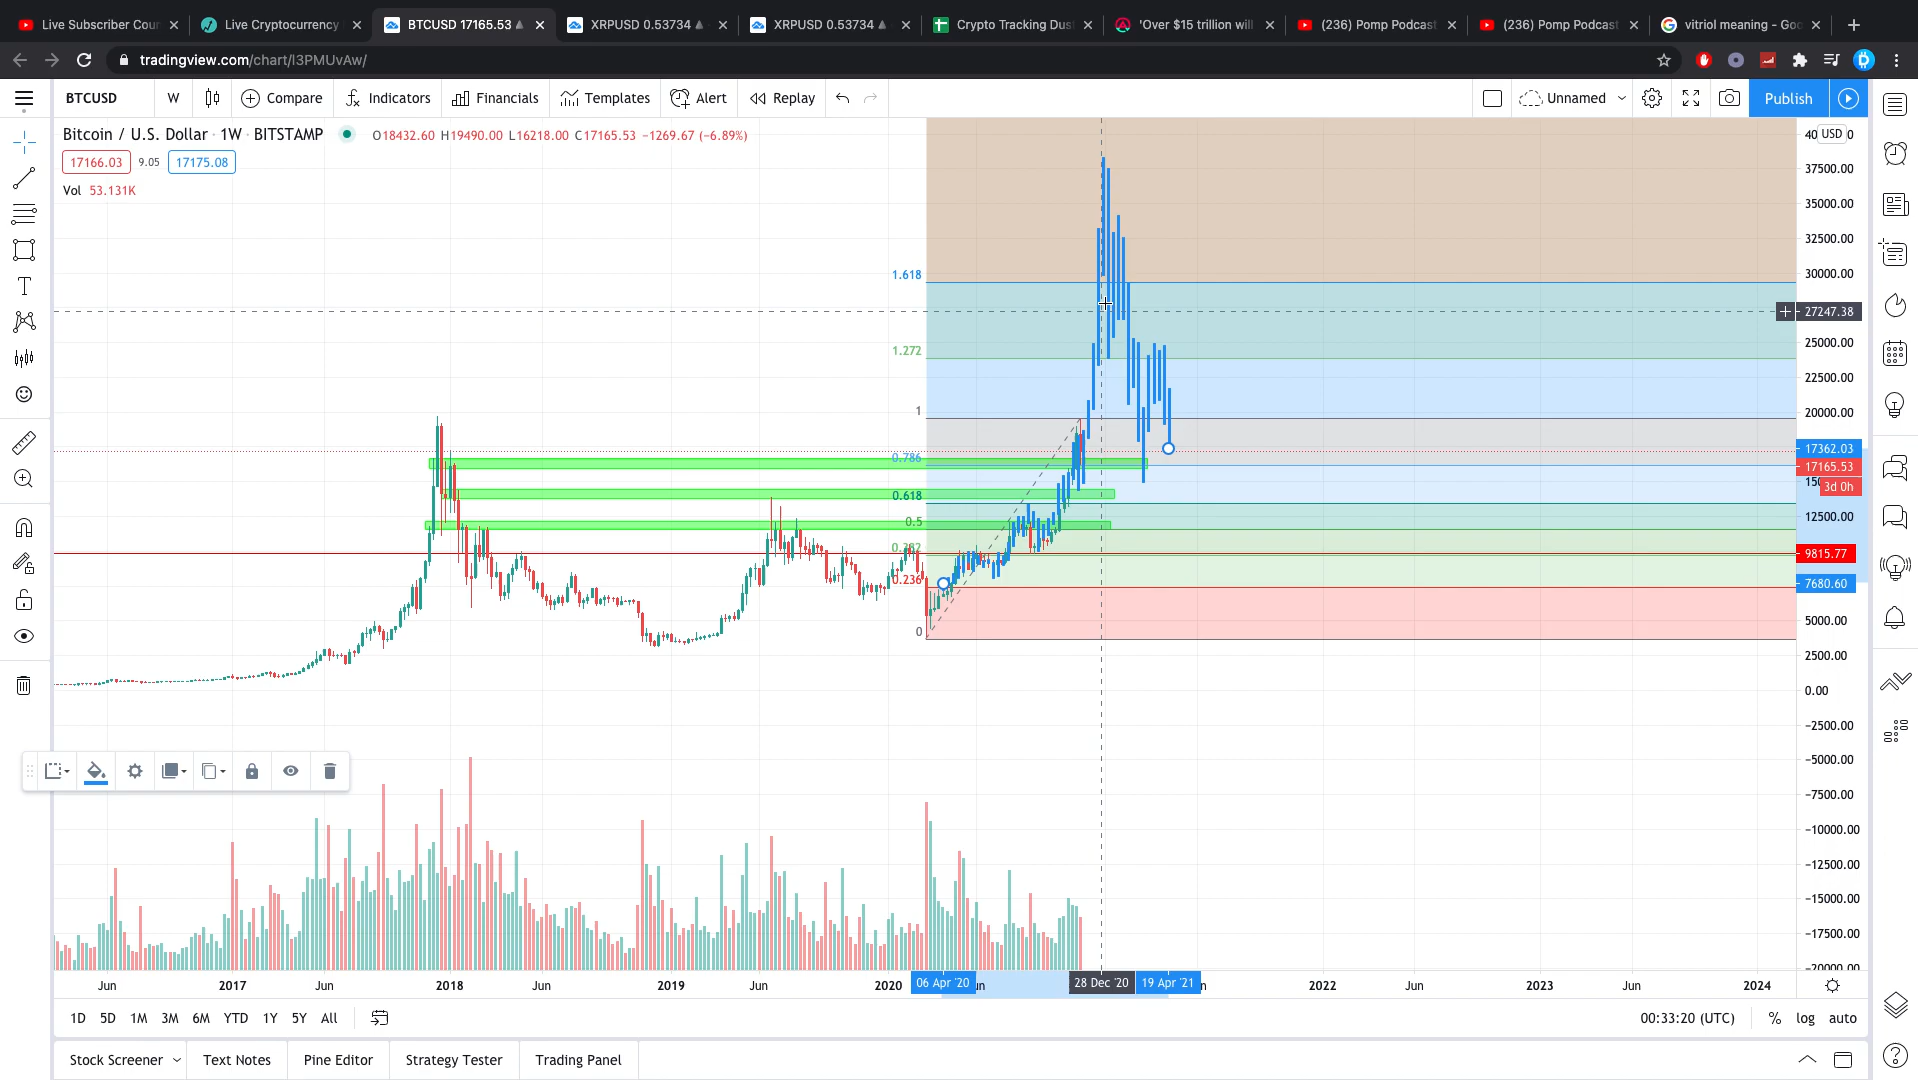 Live Subscriber Cour
Live Cryptocurrency
BTCUSD 17165.53
XRPUSD 0.53734
XRPUSD 0.53734
Crypto Tracking Dus
'Over $15 trillion will
(236) Pomp Podcast
(236) Pomp Podcast
vitriol meaning - Goo
tradingview.com/chart/I3PMUvAw/
BTCUSD W Compare Indicators Financials Templates Alert Replay Unnamed Publish
Bitcoin / U.S. Dollar · 1W · BITSTAMP O18432.60 H19490.00 L16218.00 C17165.53 −1269.67 (−6.89%)
17166.03 9.05 17175.08
Vol 53.131K
USD
37500.00
35000.00
32500.00
30000.00
27247.38
25000.00
22500.00
20000.00
17362.03
17165.53
3d 0h
12500.00
9815.77
7680.60
5000.00
2500.00
0.00
−2500.00
−5000.00
−7500.00
−10000.00
−12500.00
−15000.00
−17500.00
−20000.00
1.618
1.272
1
0.786
0.618
0.5
0.382
0.236
0
Jun 2017 Jun 2018 Jun 2019 Jun 2020 06 Apr '20 28 Dec '20 19 Apr '21 2022 Jun 2023 Jun 2024
1D 5D 1M 3M 6M YTD 1Y 5Y All 00:33:20 (UTC) % log auto
Stock Screener Text Notes Pine Editor Strategy Tester Trading Panel